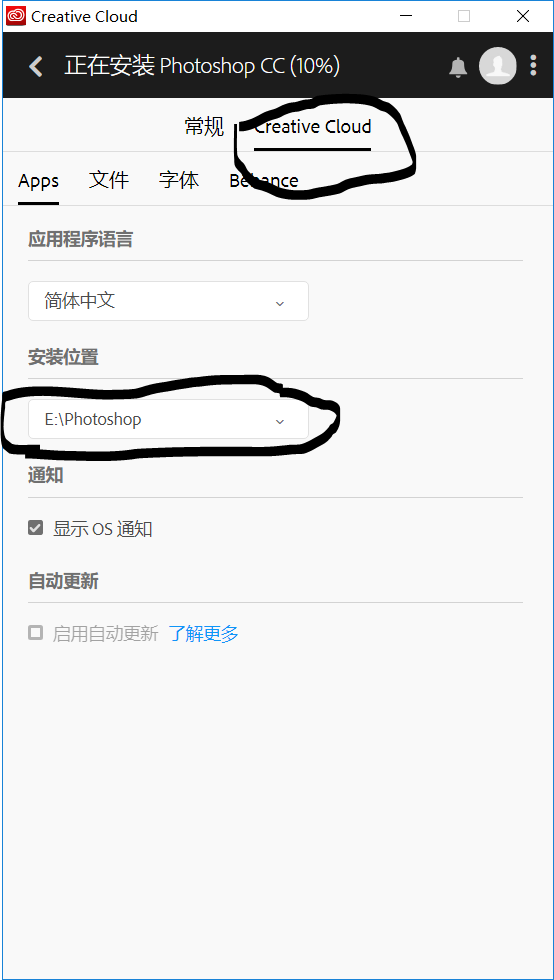 Creative Cloud
正在安装 Photoshop CC (10%)
常规 Creative Cloud
Apps 文件 字体 Behance
应用程序语言
简体中文
安装位置
E:\Photoshop
通知
显示 OS 通知
自动更新
启用自动更新 了解更多